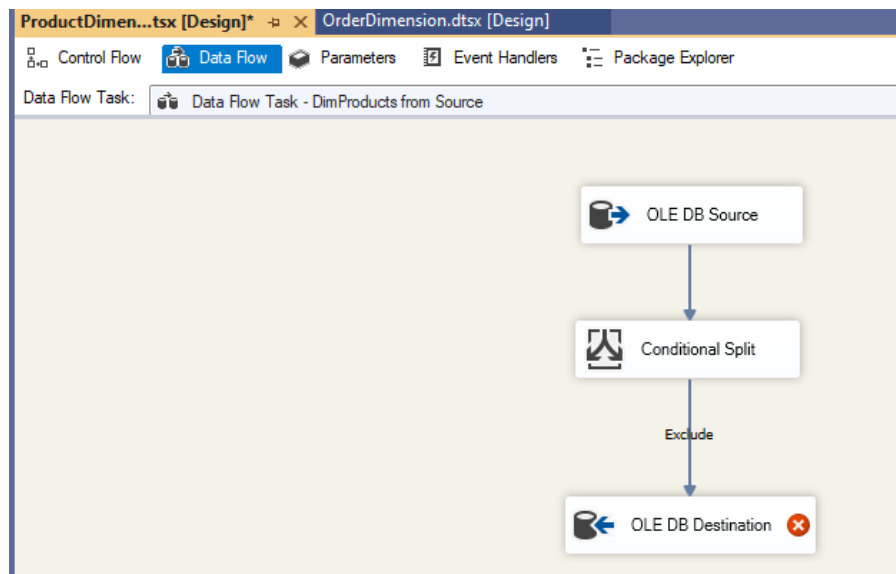 ProductDimen...tsx [Design]* OrderDimension.dtsx [Design]
Control Flow Data Flow Parameters Event Handlers Package Explorer
Data Flow Task: Data Flow Task - DimProducts from Source
OLE DB Source
Conditional Split
Exclude
OLE DB Destination